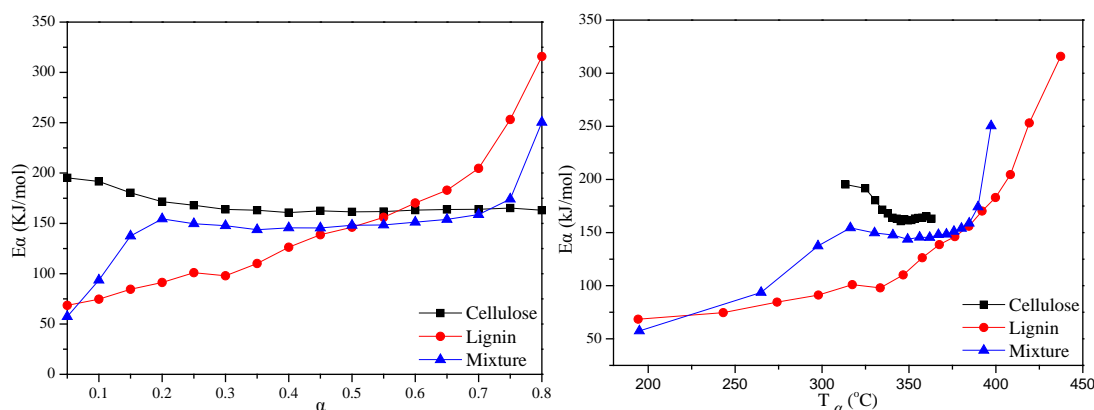 350
300
250
200
150
100
50
0
Eα (KJ/mol)
0.1 0.2 0.3 0.4 0.5 0.6 0.7 0.8
α
Cellulose
Lignin
Mixture
350
300
250
200
150
100
50
Eα (kJ/mol)
200 250 300 350 400 450
T α (°C)
Cellulose
Lignin
Mixture